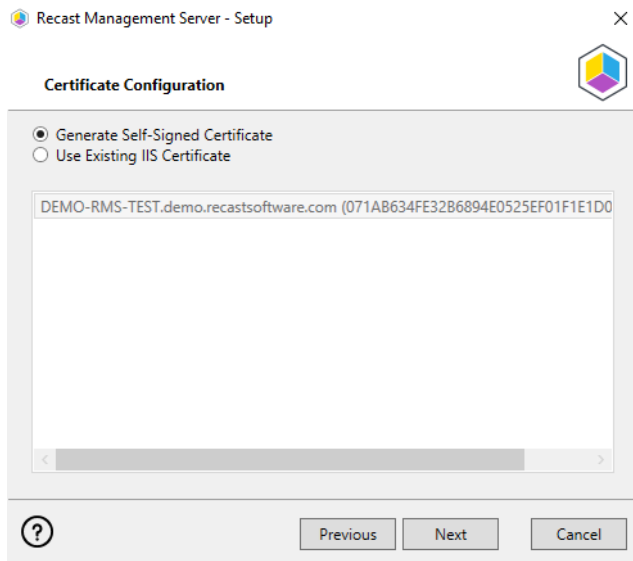 Recast Management Server - Setup
Certificate Configuration
Generate Self-Signed Certificate
Use Existing IIS Certificate
DEMO-RMS-TEST.demo.recastsoftware.com (071AB634FE32B6894E0525EF01F1E1D0
?
Previous
Next
Cancel